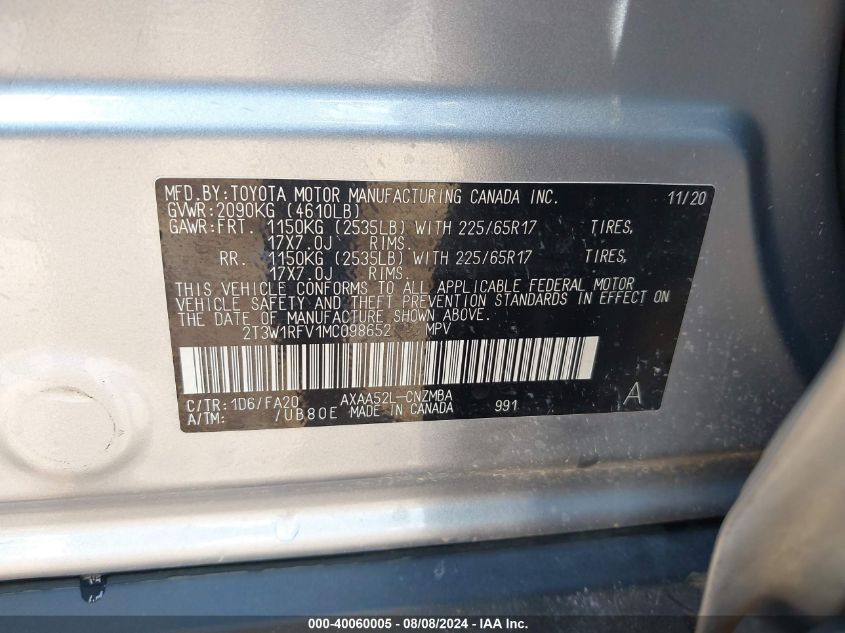 MFD.BY:TOYOTA MOTOR MANUFACTURING CANADA INC. 11/20
GVWR:2090KG (4610LB)
GAWR:FRT. 1150KG (2535LB) WITH 225/65R17 TIRES,
17X7.0J RIMS.
RR. 1150KG (2535LB) WITH 225/65R17 TIRES,
17X7.0J RIMS.
THIS VEHICLE CONFORMS TO ALL APPLICABLE FEDERAL MOTOR
VEHICLE SAFETY AND THEFT PREVENTION STANDARDS IN EFFECT ON
THE DATE OF MANUFACTURE SHOWN ABOVE.
2T3W1RFV1MC098652 MPV
C/TR:1D6/FA20 AXAA52L-CNZMBA A
A/TM: /UB80E MADE IN CANADA 991
000-40060005 - 08/08/2024 - IAA Inc.